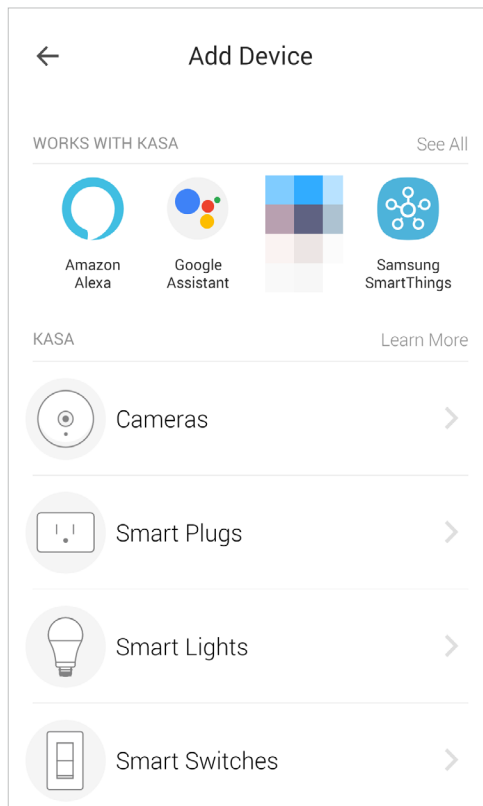 Add Device
WORKS WITH KASA
See All
Amazon
Alexa
Google
Assistant
Samsung
SmartThings
KASA
Learn More
Cameras
Smart Plugs
Smart Lights
Smart Switches